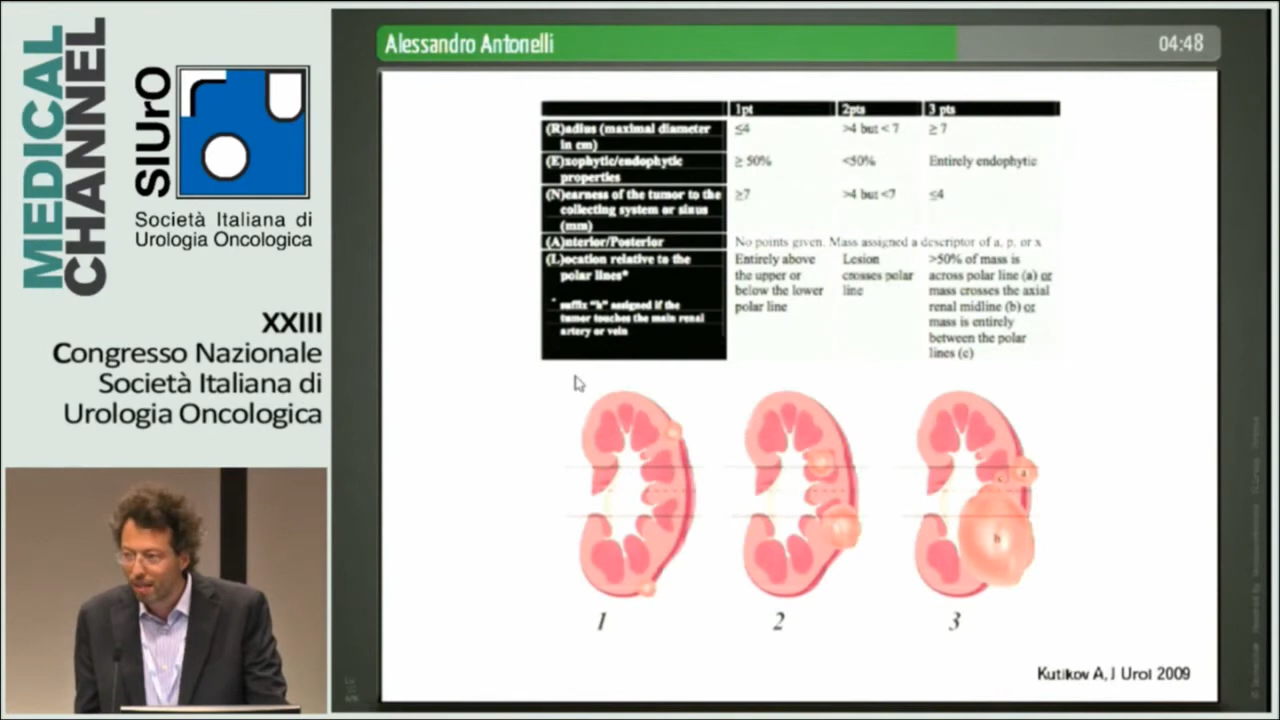 MEDICAL
CHANNEL
SIUrO
Società Italiana di
Urologia Oncologica
XXIII
Congresso Nazionale
Società Italiana di
Urologia Oncologica
Alessandro Antonelli
04:48
1pt 2pts 3 pts
(R)adius (maximal diameter in cm) ≤4 >4 but < 7 ≥ 7
(E)xophytic/endophytic properties ≥ 50% <50% Entirely endophytic
(N)earness of the tumor to the collecting system or sinus (mm) ≥7 >4 but <7 ≤4
(A)nterior/Posterior No points given. Mass assigned a descriptor of a, p, or x
(L)ocation relative to the polar lines* Entirely above the upper or below the lower polar line Lesion crosses polar line >50% of mass is across polar line (a) or mass crosses the axial renal midline (b) or mass is entirely between the polar lines (c)
* suffix "h" assigned if the tumor touches the main renal artery or vein
a
c
b
1 2 3
Kutikov A, J Urol 2009